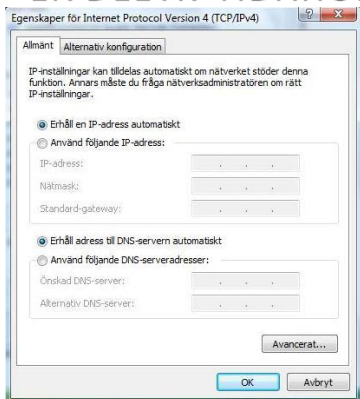 Egenskaper för Internet Protocol Version 4 (TCP/IPv4)
Allmänt
Alternativ konfiguration
IP-inställningar kan tilldelas automatiskt om nätverket stöder denna
funktion. Annars måste du fråga nätverksadministratören om rätt
IP-inställningar.
Erhåll en IP-adress automatiskt
Använd följande IP-adress:
IP-adress:
Nätmask:
Standard-gateway:
Erhåll adress till DNS-servern automatiskt
Använd följande DNS-serveradresser:
Önskad DNS-server:
Alternativ DNS-server:
Avancerat...
OK
Avbryt